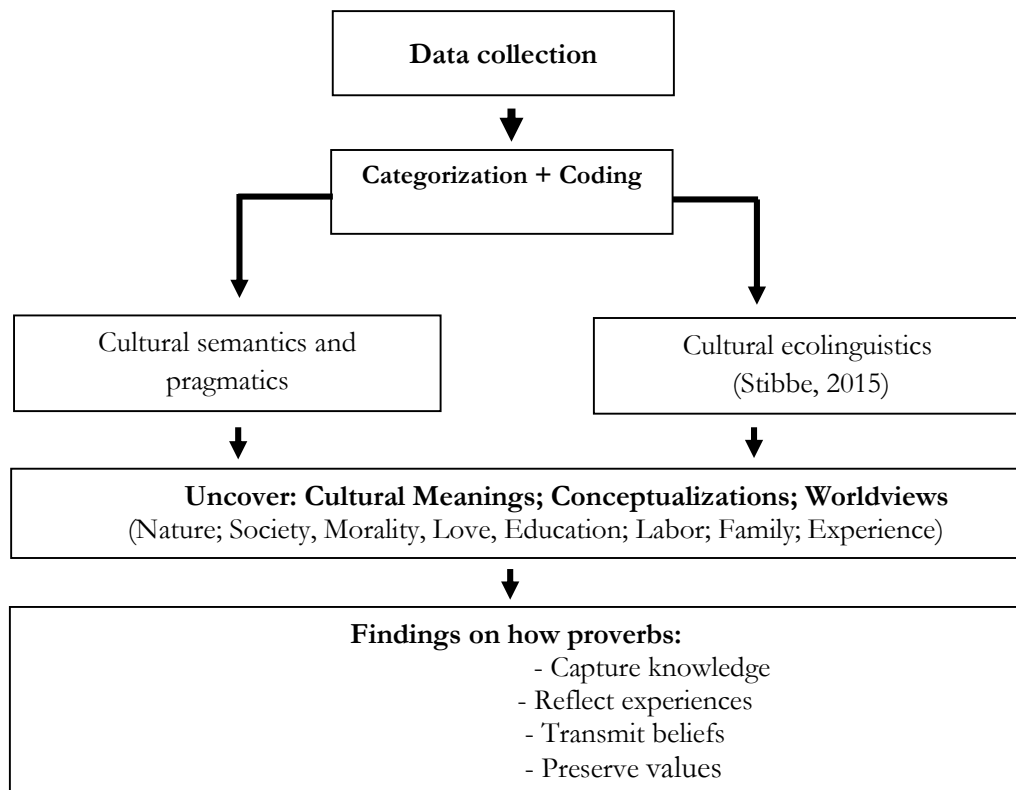 Data collection
Categorization + Coding
Cultural semantics and
pragmatics
Cultural ecolinguistics
(Stibbe, 2015)
Uncover: Cultural Meanings; Conceptualizations; Worldviews
(Nature; Society, Morality, Love, Education; Labor; Family; Experience)
Findings on how proverbs:
- Capture knowledge
- Reflect experiences
- Transmit beliefs
- Preserve values